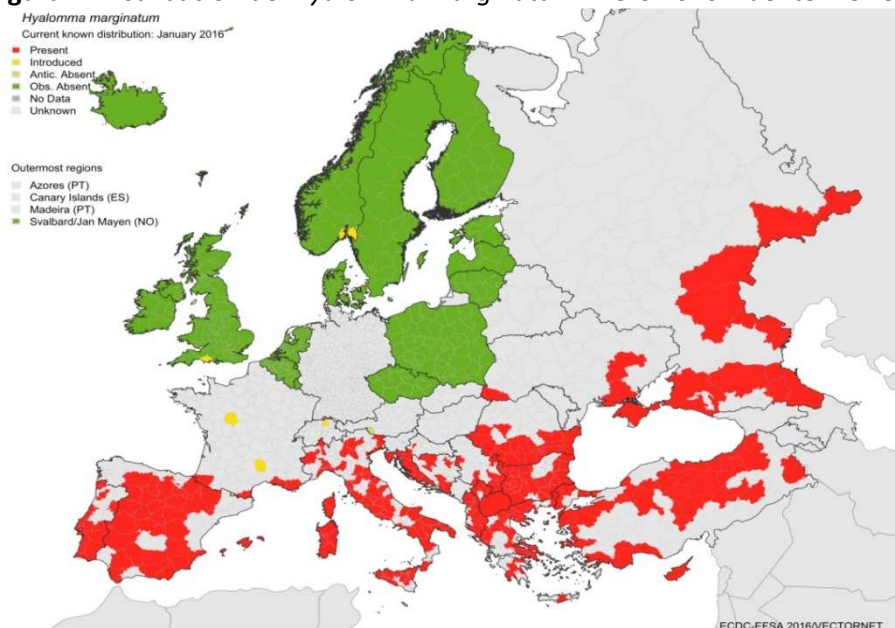 Hyalomma marginatum
Current known distribution: January 2016
Present
Introduced
Antic. Absent
Obs. Absent
No Data
Unknown
Outermost regions
Azores (PT)
Canary Islands (ES)
Madeira (PT)
Svalbard/Jan Mayen (NO)
ECDC-EFSA 2016/VECTORNET